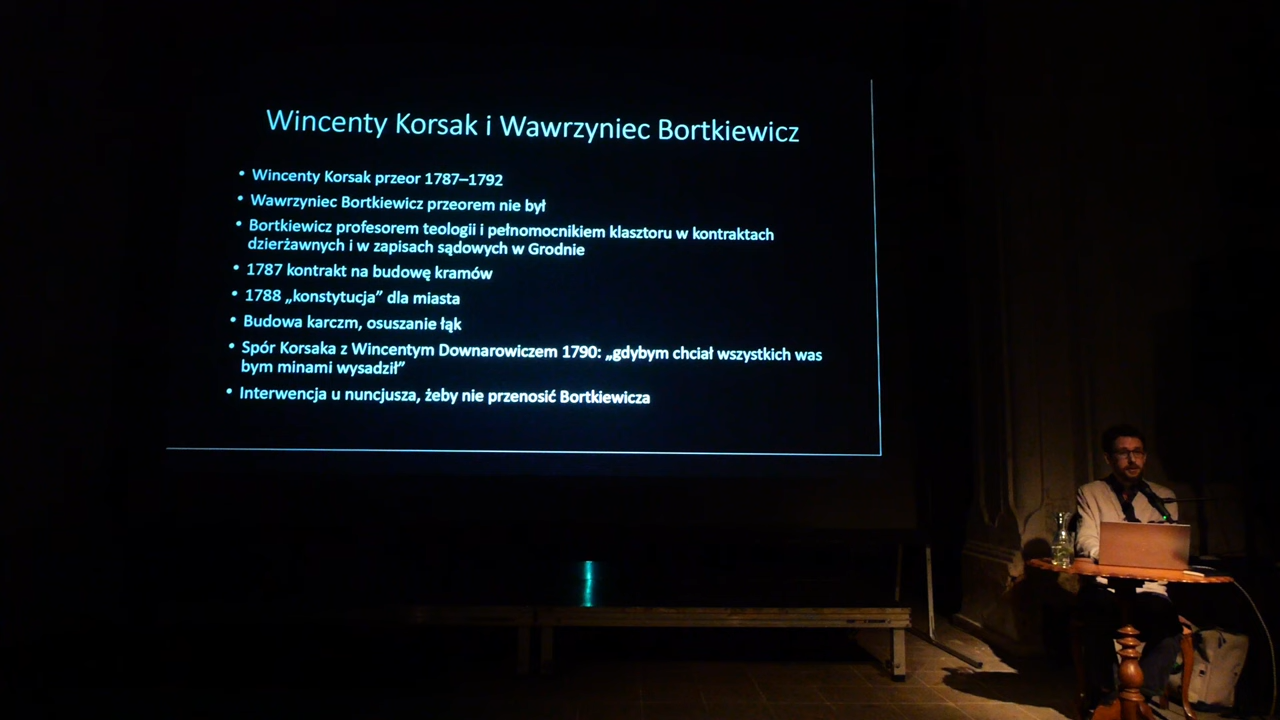 Wincenty Korsak i Wawrzyniec Bortkiewicz
• Wincenty Korsak przeor 1787–1792
• Wawrzyniec Bortkiewicz przeorem nie był
• Bortkiewicz profesorem teologii i pełnomocnikiem klasztoru w kontraktach
dzierżawnych i w zapisach sądowych w Grodnie
• 1787 kontrakt na budowę kramów
• 1788 „konstytucja” dla miasta
• Budowa karczm, osuszanie łąk
• Spór Korsaka z Wincentym Downarowiczem 1790: „gdybym chciał wszystkich was
bym minami wysadził”
• Interwencja u nuncjusza, żeby nie przenosić Bortkiewicza